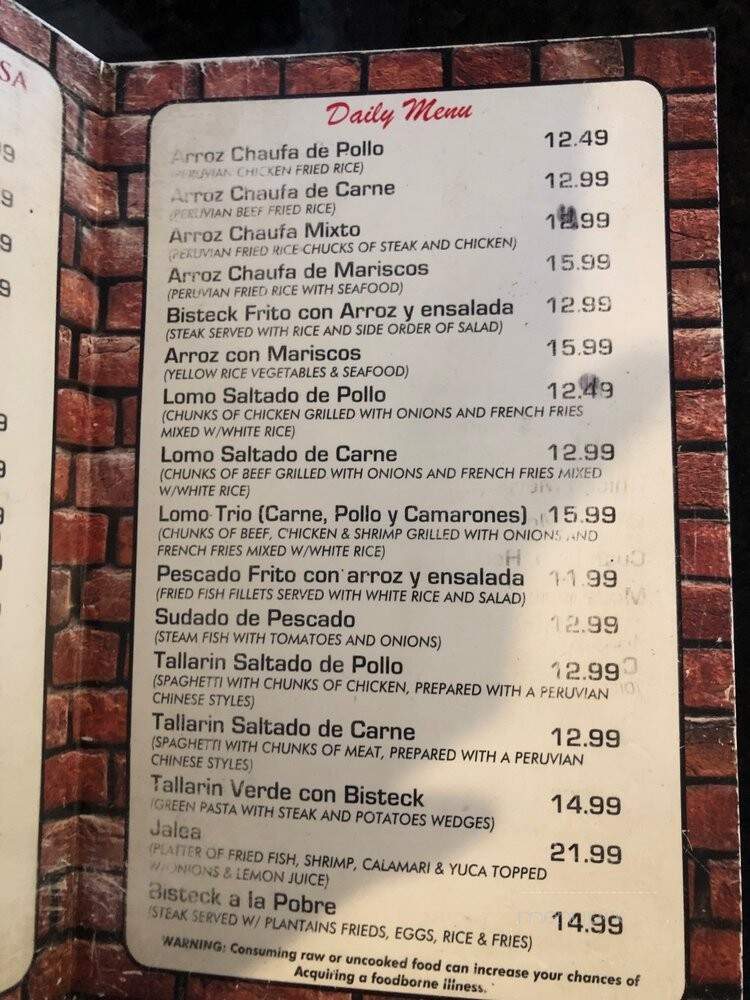 SA
Daily Menu
Arroz Chaufa de Pollo 12.49
(PERUVIAN CHICKEN FRIED RICE)
Arroz Chaufa de Carne 12.99
(PERUVIAN BEEF FRIED RICE)
Arroz Chaufa Mixto
(PERUVIAN FRIED RICE CHUCKS OF STEAK AND CHICKEN)
Arroz Chaufa de Mariscos 15.99
(PERUVIAN FRIED RICE WITH SEAFOOD)
Bisteck Frito con Arroz y ensalada 12.99
(STEAK SERVED WITH RICE AND SIDE ORDER OF SALAD)
Arroz con Mariscos 15.99
(YELLOW RICE VEGETABLES & SEAFOOD)
Lomo Saltado de Pollo 12.49
(CHUNKS OF CHICKEN GRILLED WITH ONIONS AND FRENCH FRIES
MIXED W/WHITE RICE)
Lomo Saltado de Carne 12.99
(CHUNKS OF BEEF GRILLED WITH ONIONS AND FRENCH FRIES MIXED
W/WHITE RICE)
Lomo Trio (Carne, Pollo y Camarones) 15.99
(CHUNKS OF BEEF, CHICKEN & SHRIMP GRILLED WITH ONIONS AND
FRENCH FRIES MIXED W/WHITE RICE)
Pescado Frito con arroz y ensalada 11.99
(FRIED FISH FILLETS SERVED WITH WHITE RICE AND SALAD)
Sudado de Pescado 12.99
(STEAM FISH WITH TOMATOES AND ONIONS)
Tallarin Saltado de Pollo 12.99
(SPAGHETTI WITH CHUNKS OF CHICKEN, PREPARED WITH A PERUVIAN
CHINESE STYLES)
Tallarin Saltado de Carne 12.99
(SPAGHETTI WITH CHUNKS OF MEAT, PREPARED WITH A PERUVIAN
CHINESE STYLES)
Tallarin Verde con Bisteck 14.99
(GREEN PASTA WITH STEAK AND POTATOES WEDGES)
Jalea 21.99
(PLATTER OF FRIED FISH, SHRIMP, CALAMARI & YUCA TOPPED
W/ONIONS & LEMON JUICE)
Bisteck a la Pobre 14.99
(STEAK SERVED W/ PLANTAINS FRIEDS, EGGS, RICE & FRIES)
WARNING: Consuming raw or uncooked food can increase your chances of
Acquiring a foodborne illness.